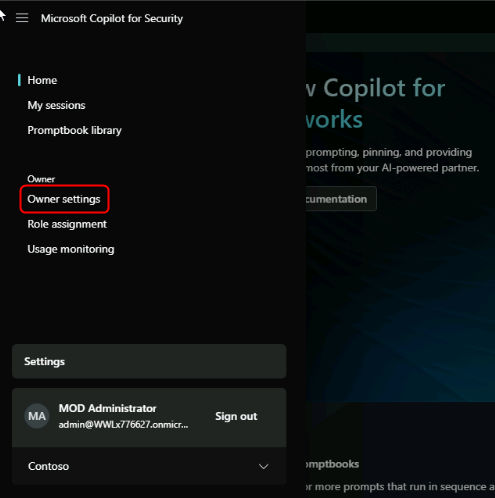 Microsoft Copilot for Security
Home
My sessions
Promptbook library
Owner
Owner settings
Role assignment
Usage monitoring
Settings
MA
MOD Administrator
admin@WWLx776627.onmicr...
Sign out
Contoso
w Copilot for
works
prompting, pinning, and providing
most from your AI-powered partner.
cumentation
omptbooks
or more prompts that run in sequence a